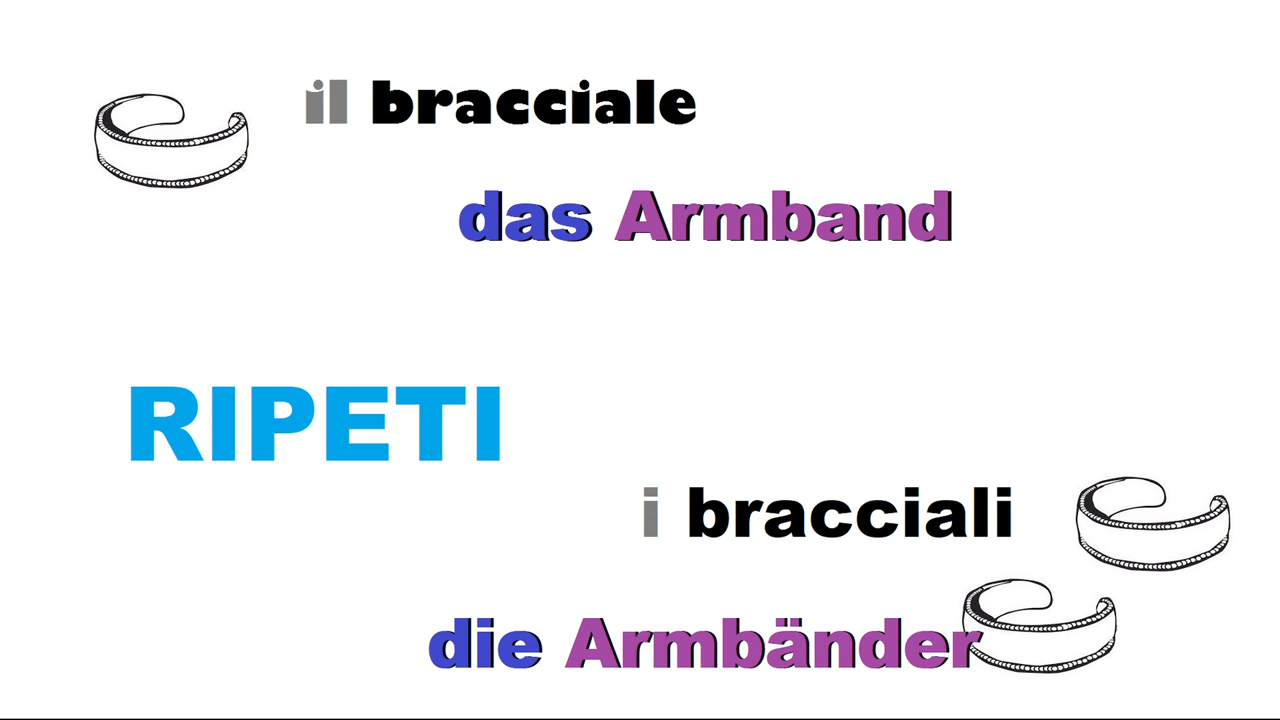 il bracciale
das Armband
RIPETI
i bracciali
die Armbänder